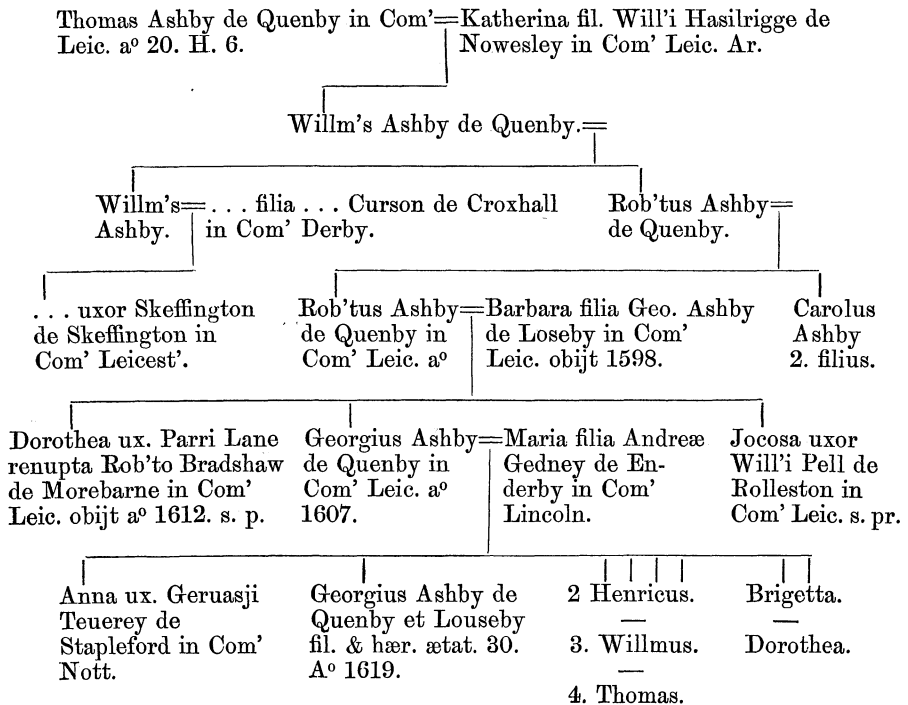 Thomas Ashby de Quenby in Com'=Katherina fil. Will'i Hasilrigge de
Leic. aº 20. H. 6.
Nowesley in Com' Leic. Ar.
Willm's Ashby de Quenby.=
Willm's=. . . filia . . . Curson de Croxhall
Ashby.
in Com' Derby.
Rob'tus Ashby=
de Quenby.
. . . uxor Skeffington
de Skeffington in
Com' Leicest'.
Rob'tus Ashby=Barbara filia Geo. Ashby
de Quenby in
Com' Leic. aº
de Loseby in Com'
Leic. obijt 1598.
Carolus
Ashby
2. filius.
Dorothea ux. Parri Lane
renupta Rob'to Bradshaw
de Morebarne in Com'
Leic. obijt aº 1612. s. p.
Georgius Ashby=Maria filia Andreæ
de Quenby in
Com' Leic. aº
1607.
Gedney de En-
derby in Com'
Lincoln.
Jocosa uxor
Will'i Pell de
Rolleston in
Com' Leic. s. pr.
Anna ux. Geruasji
Teuerey de
Stapleford in Com'
Nott.
Georgius Ashby de
Quenby et Louseby
fil. & hær. ætat. 30.
Aº 1619.
2 Henricus.
—
3. Willmus.
—
4. Thomas.
Brigetta.
—
Dorothea.